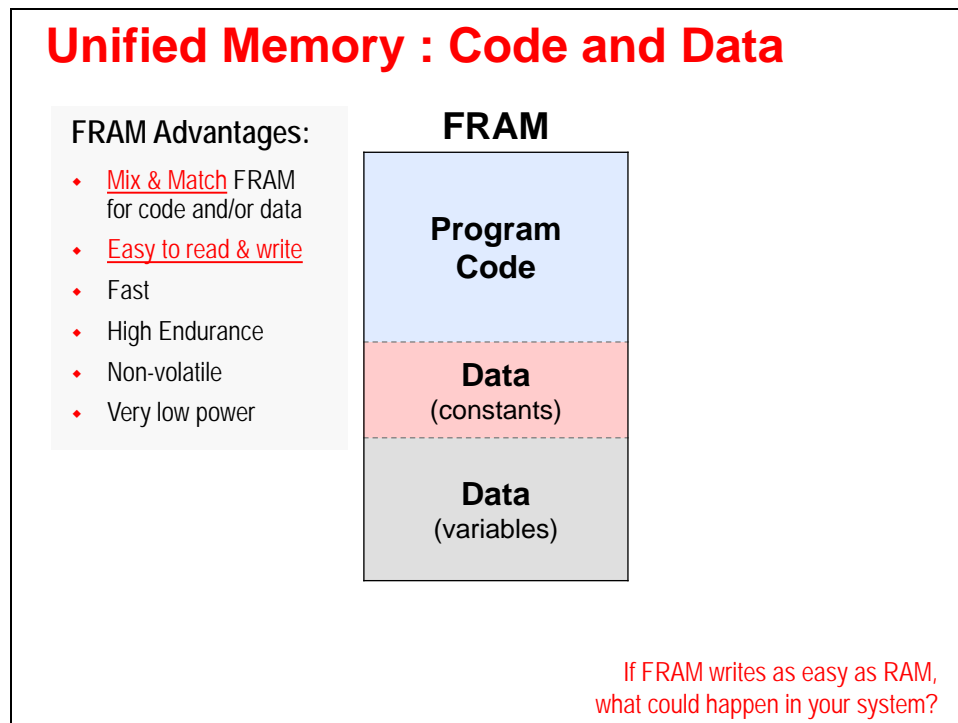 Unified Memory : Code and Data
FRAM Advantages:
Mix & Match FRAM
for code and/or data
Easy to read & write
Fast
High Endurance
Non-volatile
Very low power
FRAM
Program
Code
Data
(constants)
Data
(variables)
If FRAM writes as easy as RAM,
what could happen in your system?